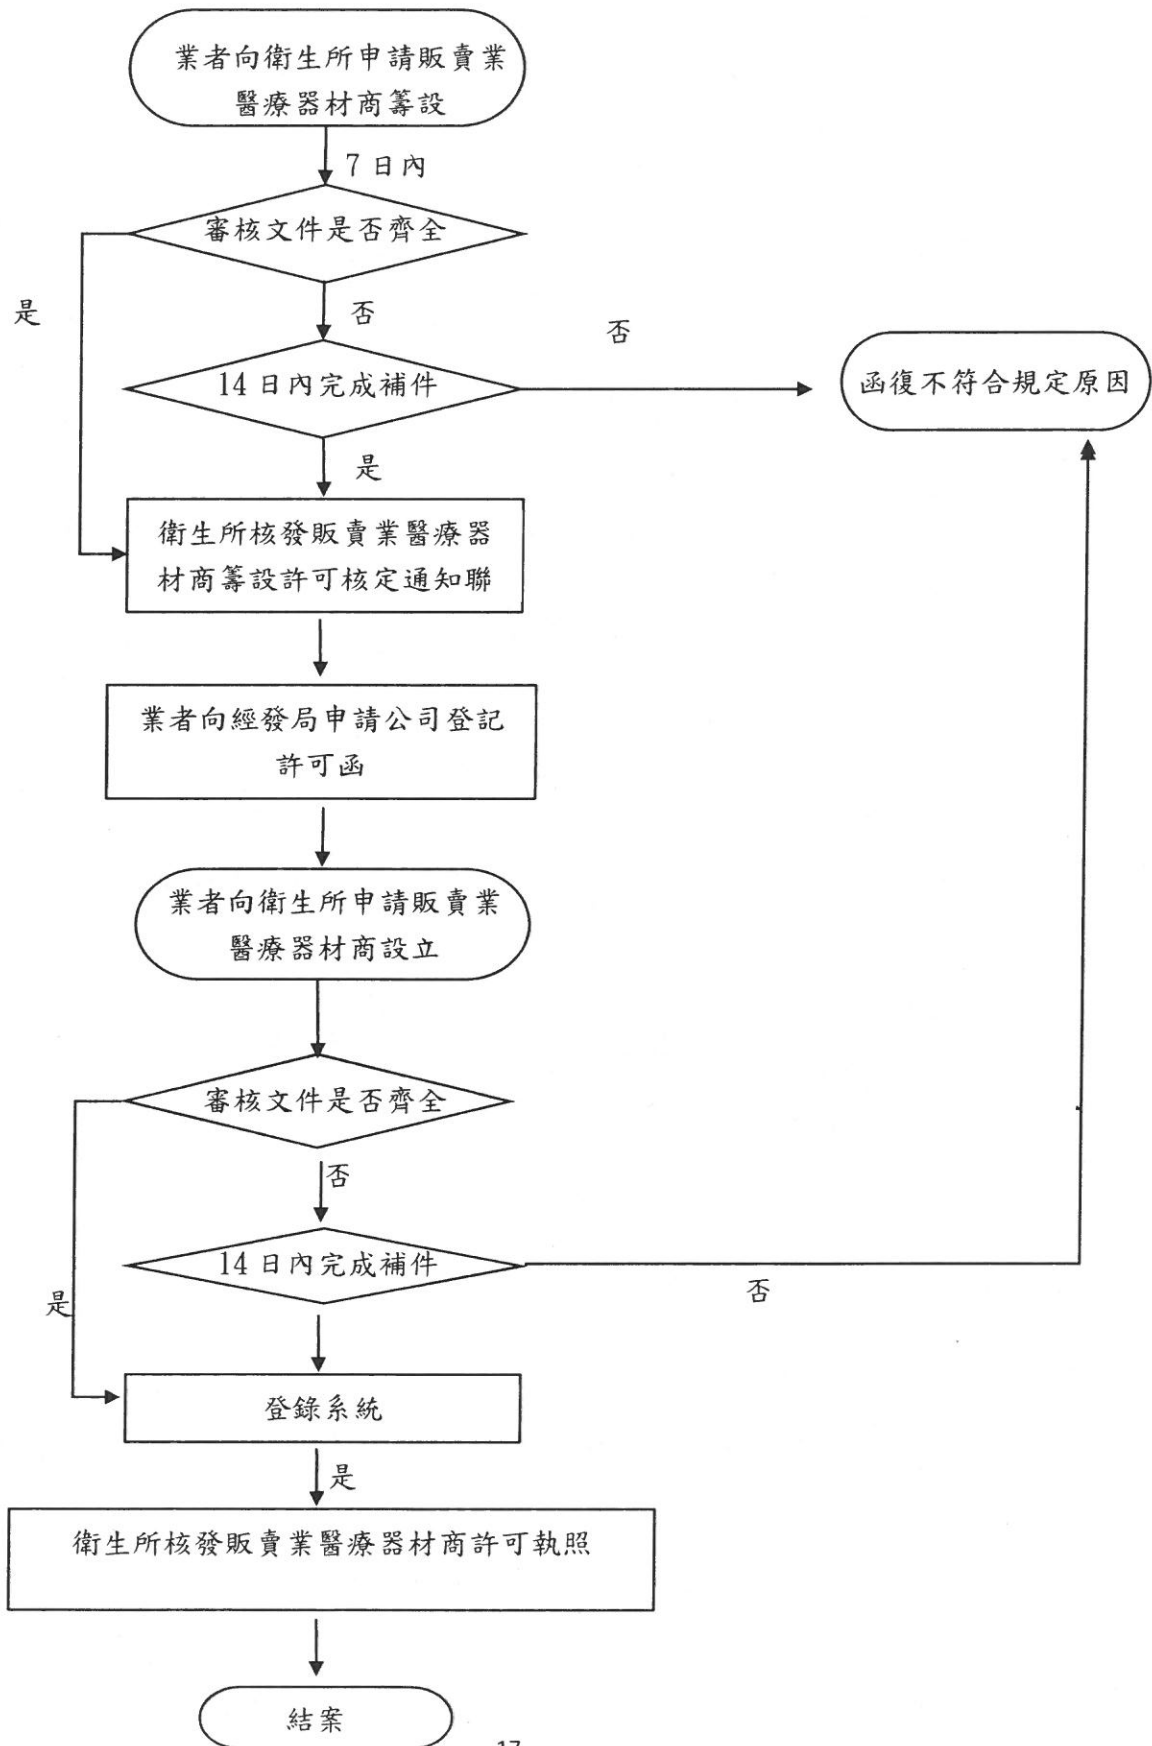 業者向衛生所申請販賣業
醫療器材商籌設
7 日內
審核文件是否齊全
是
否
否
14 日內完成補件
函復不符合規定原因
是
衛生所核發販賣業醫療器
材商籌設許可核定通知聯
業者向經發局申請公司登記
許可函
業者向衛生所申請販賣業
醫療器材商設立
審核文件是否齊全
否
14 日內完成補件
否
是
登錄系統
是
衛生所核發販賣業醫療器材商許可執照
結案
17